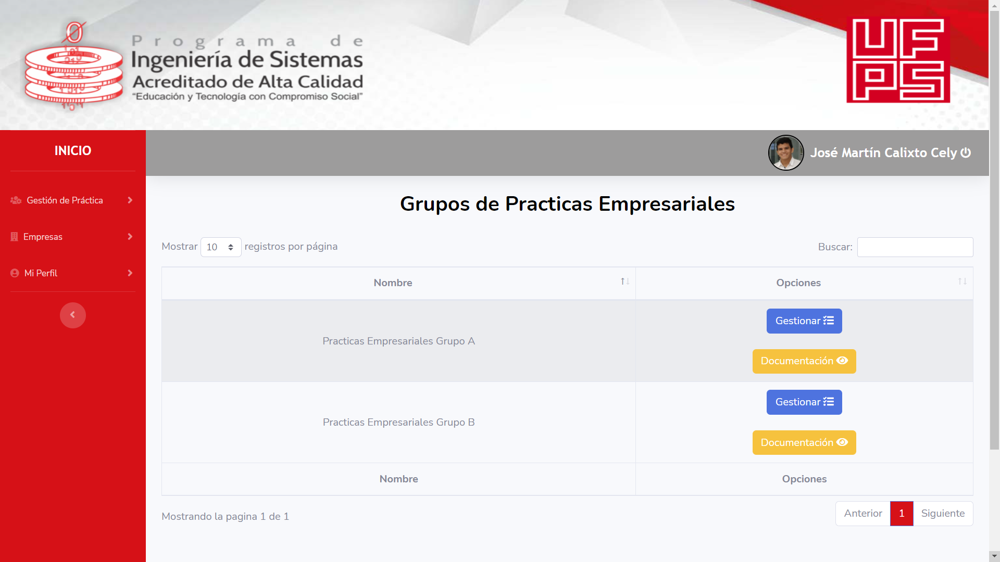 Programa de
Ingeniería de Sistemas
Acreditado de Alta Calidad
“Educación y Tecnología con Compromiso Social”
UFPS
INICIO
José Martín Calixto Cely
Gestión de Práctica
Empresas
Mi Perfil
Grupos de Practicas Empresariales
Mostrar 10 registros por página
Buscar:
Nombre Opciones
Practicas Empresariales Grupo A
Gestionar
Documentación
Practicas Empresariales Grupo B
Gestionar
Documentación
Nombre Opciones
Mostrando la pagina 1 de 1
Anterior 1 Siguiente